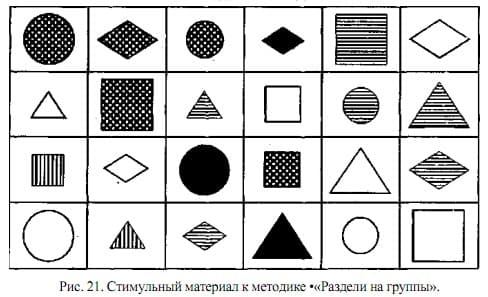 Рис. 21. Стимульный материал к методике •«Раздели на группы».